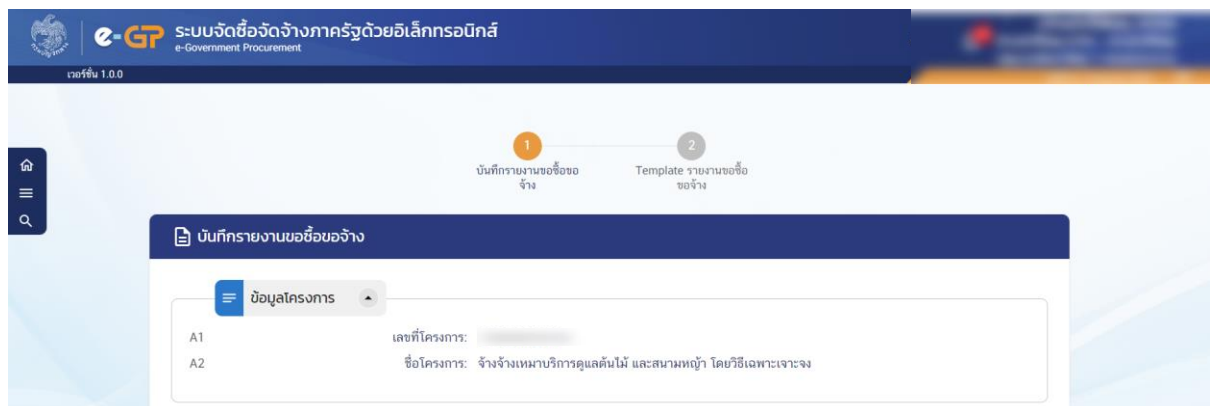 e-GP ระบบจัดซื้อจัดจ้างภาครัฐด้วยอิเล็กทรอนิกส์
e-Government Procurement
เวอร์ชั่น 1.0.0
1 2
บันทึกรายงานขอซื้อขอ Template รายงานขอซื้อ
จ้าง ขอจ้าง
บันทึกรายงานขอซื้อขอจ้าง
ข้อมูลโครงการ
A1 เลขที่โครงการ:
A2 ชื่อโครงการ: จ้างจ้างเหมาบริการดูแลต้นไม้ และสนามหญ้า โดยวิธีเฉพาะเจาะจง